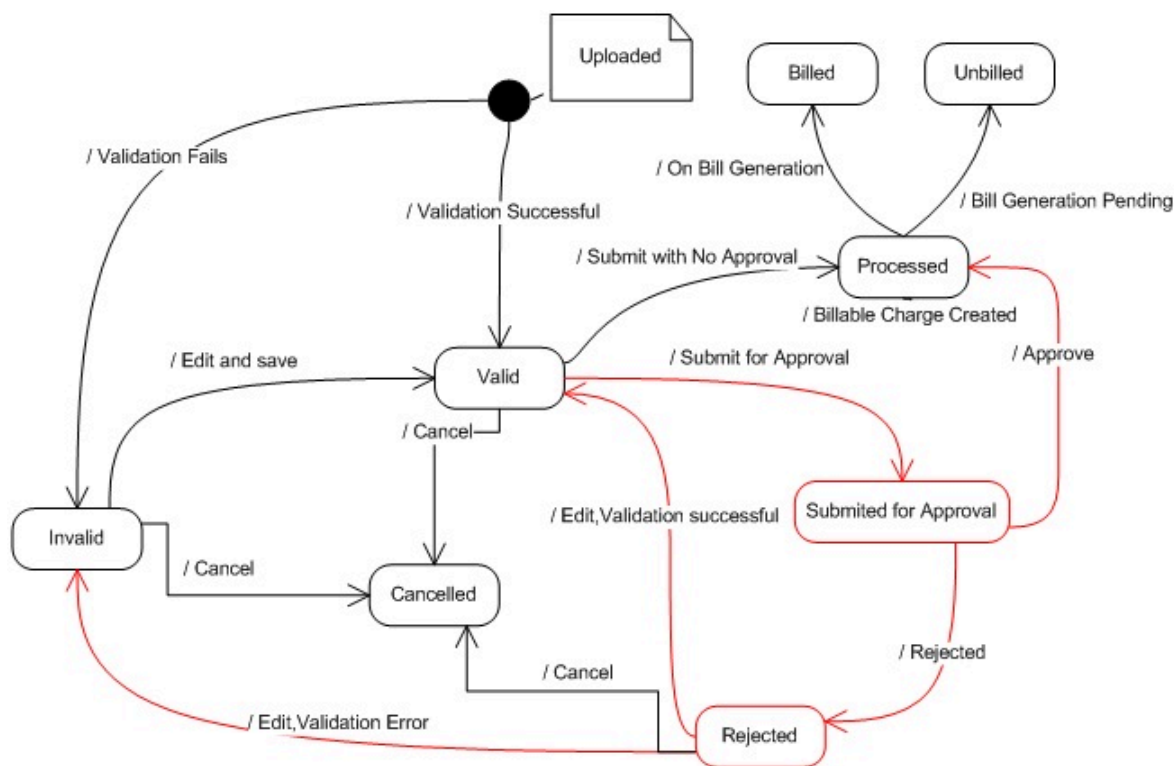 Uploaded
Billed
Unbilled
/ Validation Fails
/ On Bill Generation
/ Validation Successful
/ Bill Generation Pending
/ Submit with No Approval
Processed
/ Billable Charge Created
/ Edit and save
/ Submit for Approval
/ Approve
Valid
/ Cancel
/ Edit,Validation successful
Submited for Approval
Invalid
/ Cancel
Cancelled
/ Rejected
/ Cancel
/ Edit,Validation Error
Rejected